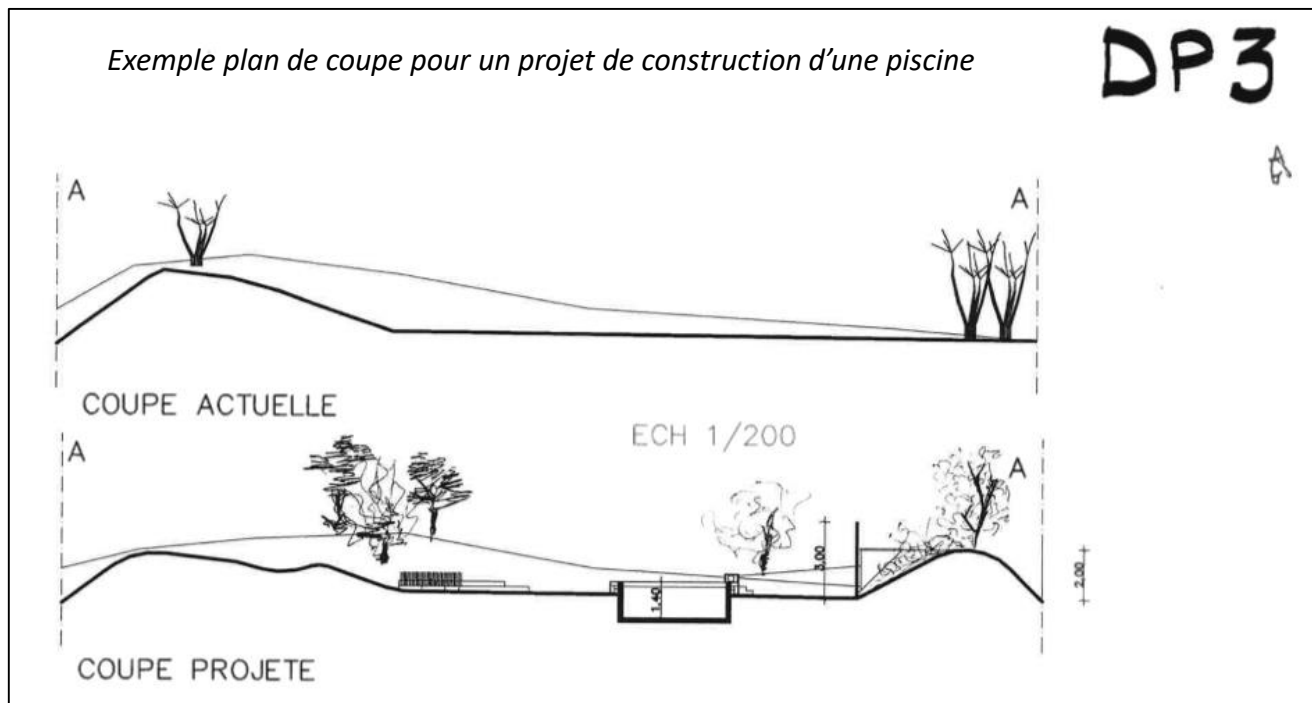 Exemple plan de coupe pour un projet de construction d’une piscine
DP3
A
A
COUPE ACTUELLE
ECH 1/200
A
A
3.00
1.40
2.00
COUPE PROJETE